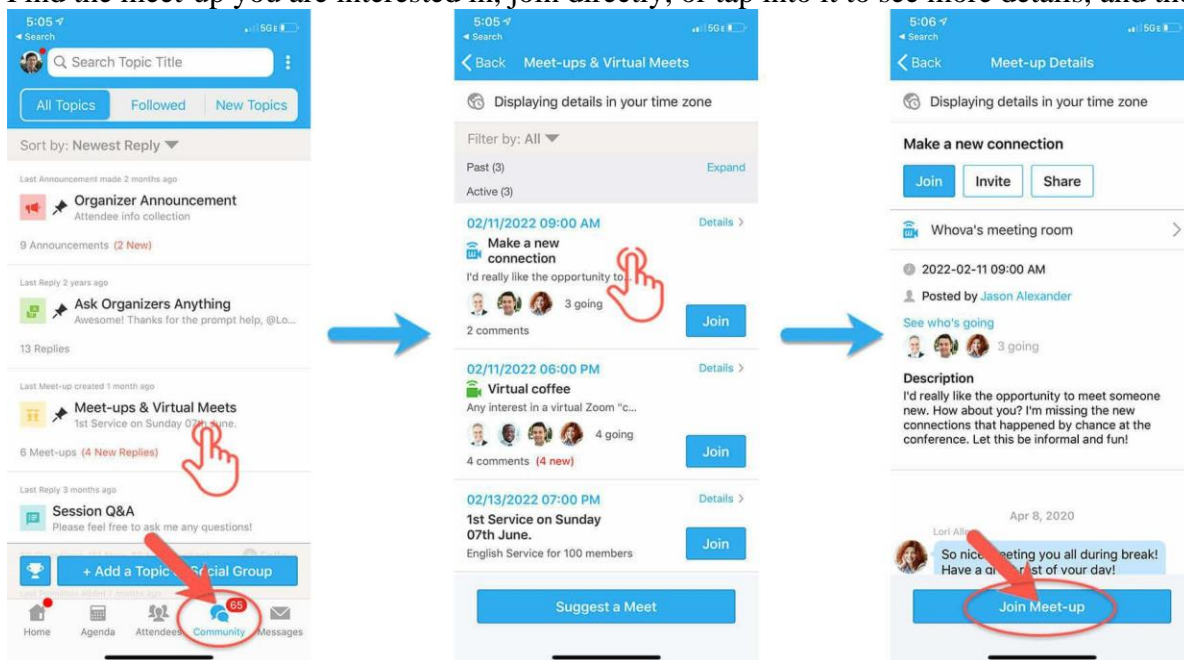 Find the meet-up you are interested in, join directly, or tap into it to see more details, and the
5:05
Search
5G E
Search Topic Title
All Topics Followed New Topics
Sort by: Newest Reply
Last Announcement made 2 months ago
Organizer Announcement
Attendee info collection
9 Announcements (2 New)
Last Reply 2 years ago
Ask Organizers Anything
Awesome! Thanks for the prompt help, @Lo...
13 Replies
Last Meet-up created 1 month ago
Meet-ups & Virtual Meets
1st Service on Sunday 07th June.
6 Meet-ups (4 New Replies)
Last Reply 3 months ago
Session Q&A
Please feel free to ask me any questions!
+ Add a Topic Social Group
65
Home Agenda Attendees Community Messages
5:05
Search
5G E
Back Meet-ups & Virtual Meets
Displaying details in your time zone
Filter by: All
Past (3) Expand
Active (3)
02/11/2022 09:00 AM Details >
Make a new
connection
I'd really like the opportunity to...
3 going
2 comments
Join
02/11/2022 06:00 PM Details >
Virtual coffee
Any interest in a virtual Zoom "c...
4 going
4 comments (4 new)
Join
02/13/2022 07:00 PM Details >
1st Service on Sunday
07th June.
English Service for 100 members
Join
Suggest a Meet
5:06
Search
5G E
Back Meet-up Details
Displaying details in your time zone
Make a new connection
Join Invite Share
Whova's meeting room
2022-02-11 09:00 AM
Posted by Jason Alexander
See who's going
3 going
Description
I'd really like the opportunity to meet someone
new. How about you? I'm missing the new
connections that happened by chance at the
conference. Let this be informal and fun!
Apr 8, 2020
Lori
So nice meeting you all during break!
Have a rest of your day!
Join Meet-up